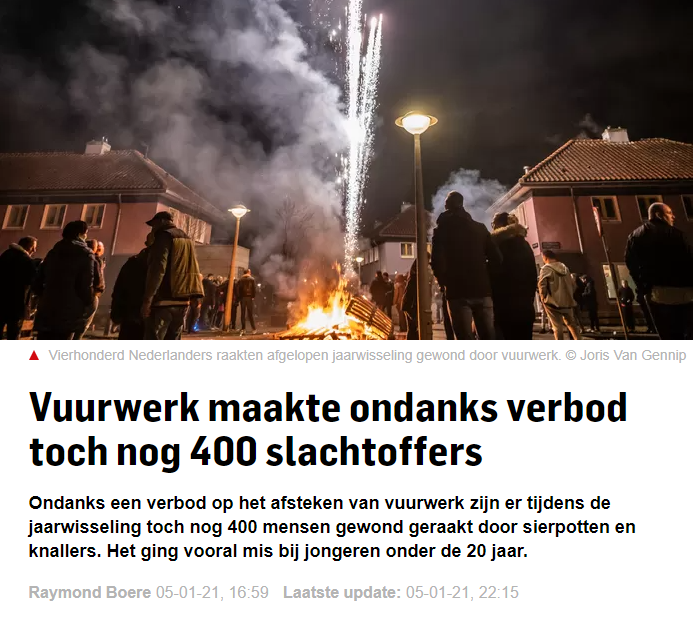 Vierhonderd Nederlanders raakten afgelopen jaarwisseling gewond door vuurwerk. © Joris Van Gennip
Vuurwerk maakte ondanks verbod
toch nog 400 slachtoffers
Ondanks een verbod op het afsteken van vuurwerk zijn er tijdens de
jaarwisseling toch nog 400 mensen gewond geraakt door sierpotten en
knallers. Het ging vooral mis bij jongeren onder de 20 jaar.
Raymond Boere 05-01-21, 16:59 Laatste update: 05-01-21, 22:15